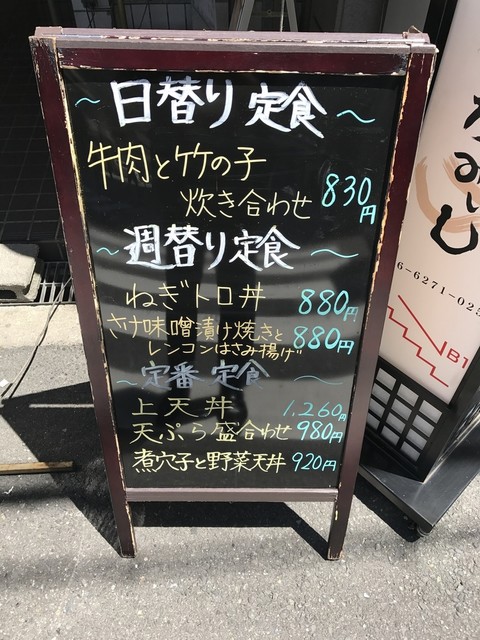 ～日替り定食～
牛肉と竹の子
炊き合わせ 830円
～週替り定食～
ねぎトロ丼 880円
さけ味噌漬け焼きと
レンコンはさみ揚げ 880円
～定番定食～
上天丼 1,260円
天ぷら盛合わせ 980円
煮穴子と野菜天丼 920円
6-6271-025
B1